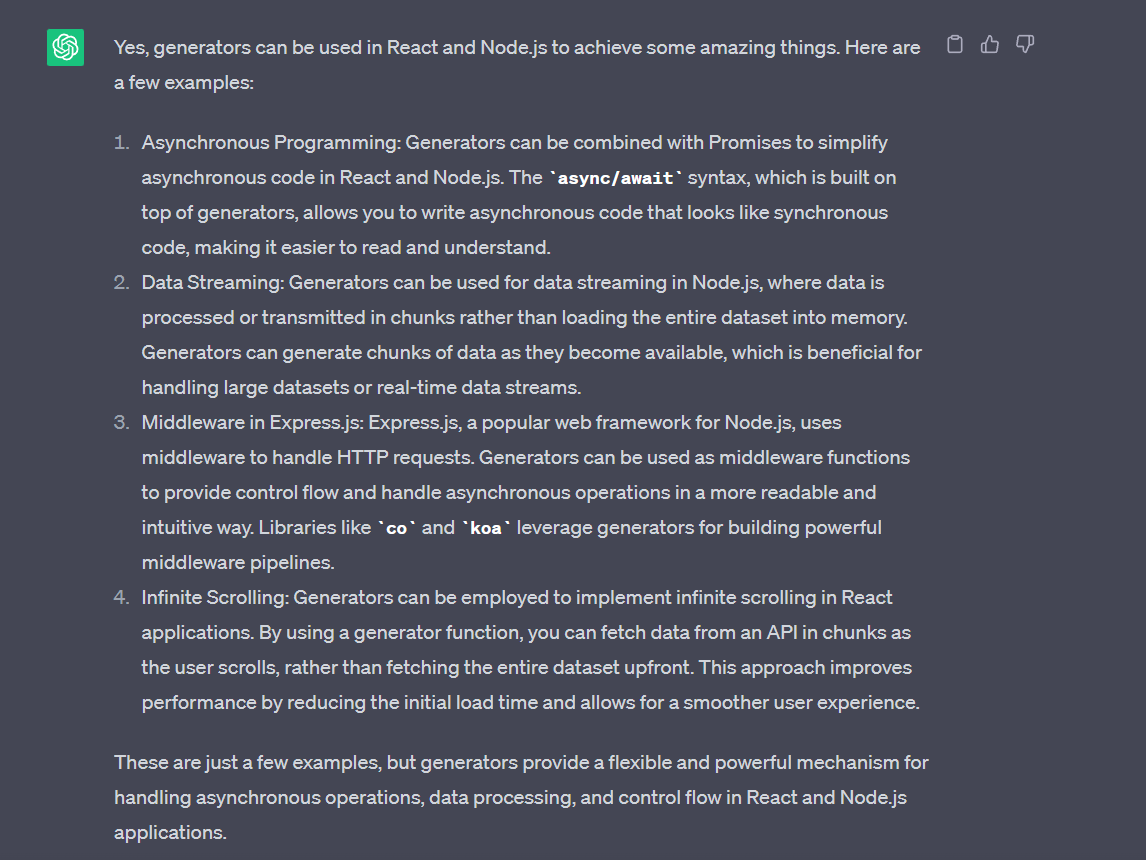 Yes, generators can be used in React and Node.js to achieve some amazing things. Here are
a few examples:
1. Asynchronous Programming: Generators can be combined with Promises to simplify
asynchronous code in React and Node.js. The `async/await` syntax, which is built on
top of generators, allows you to write asynchronous code that looks like synchronous
code, making it easier to read and understand.
2. Data Streaming: Generators can be used for data streaming in Node.js, where data is
processed or transmitted in chunks rather than loading the entire dataset into memory.
Generators can generate chunks of data as they become available, which is beneficial for
handling large datasets or real-time data streams.
3. Middleware in Express.js: Express.js, a popular web framework for Node.js, uses
middleware to handle HTTP requests. Generators can be used as middleware functions
to provide control flow and handle asynchronous operations in a more readable and
intuitive way. Libraries like `co` and `koa` leverage generators for building powerful
middleware pipelines.
4. Infinite Scrolling: Generators can be employed to implement infinite scrolling in React
applications. By using a generator function, you can fetch data from an API in chunks as
the user scrolls, rather than fetching the entire dataset upfront. This approach improves
performance by reducing the initial load time and allows for a smoother user experience.
These are just a few examples, but generators provide a flexible and powerful mechanism for
handling asynchronous operations, data processing, and control flow in React and Node.js
applications.